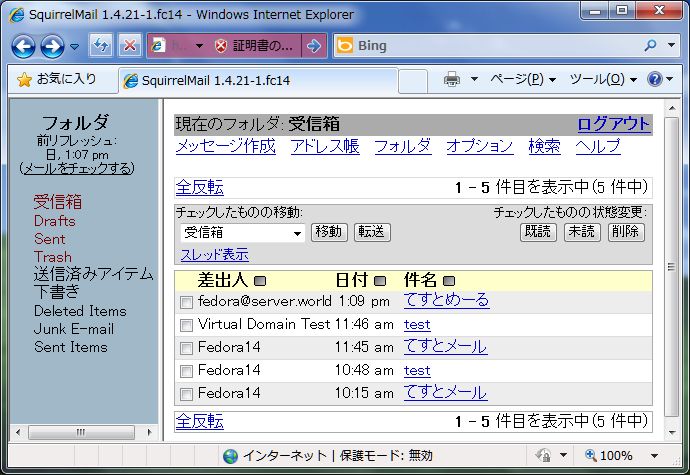 SquirrelMail 1.4.21-1.fc14 - Windows Internet Explorer
証明書の...
Bing
お気に入り
SquirrelMail 1.4.21-1.fc14
ページ(P)
ツール(O)
フォルダ
前リフレッシュ:
日, 1:07 pm
(メールをチェックする)
受信箱
Drafts
Sent
Trash
送信済みアイテム
下書き
Deleted Items
Junk E-mail
Sent Items
現在のフォルダ: 受信箱 ログアウト
メッセージ作成 アドレス帳 フォルダ オプション 検索 ヘルプ
全反転 1 - 5 件目を表示中(5 件中)
チェックしたものの移動: チェックしたものの状態変更:
受信箱 移動 転送 既読 未読 削除
スレッド表示
差出人 日付 件名
fedora@server.world 1:09 pm てすとめーる
Virtual Domain Test 11:46 am test
Fedora14 11:45 am てすとメール
Fedora14 10:48 am test
Fedora14 10:15 am てすとメール
全反転 1 - 5 件目を表示中(5 件中)
インターネット | 保護モード: 無効
100%